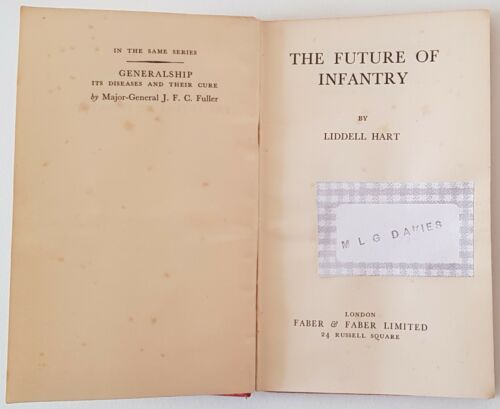 IN THE SAME SERIES
GENERALSHIP
ITS DISEASES AND THEIR CURE
by Major-General J. F. C. Fuller
THE FUTURE OF
INFANTRY
BY
LIDDELL HART
M L G DAVIES
LONDON
FABER & FABER LIMITED
24 RUSSELL SQUARE